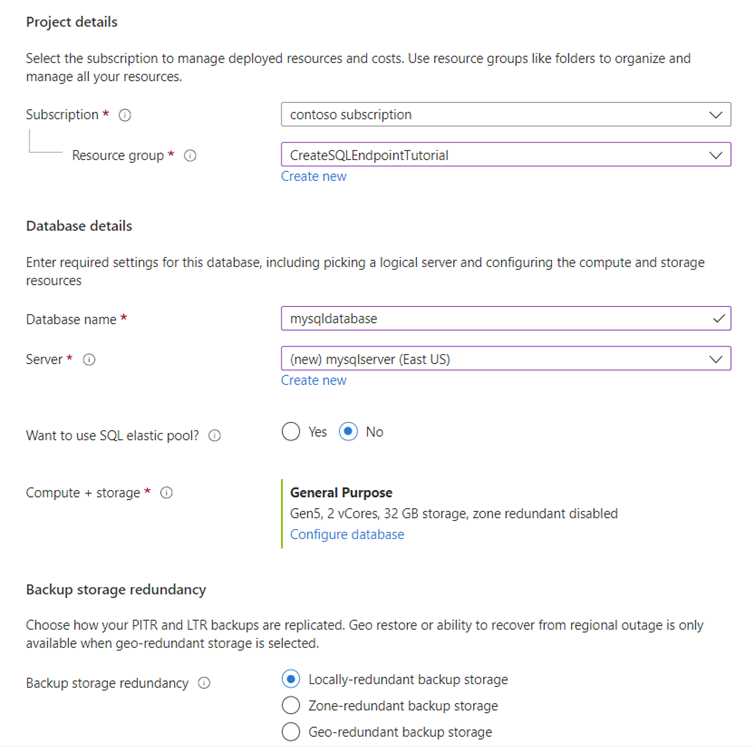 Project details
Select the subscription to manage deployed resources and costs. Use resource groups like folders to organize and
manage all your resources.
Subscription *
contoso subscription
Resource group *
CreateSQLEndpointTutorial
Create new
Database details
Enter required settings for this database, including picking a logical server and configuring the compute and storage
resources
Database name *
mysqldatabase
Server *
(new) mysqlserver (East US)
Create new
Want to use SQL elastic pool?
Yes No
Compute + storage *
General Purpose
Gen5, 2 vCores, 32 GB storage, zone redundant disabled
Configure database
Backup storage redundancy
Choose how your PITR and LTR backups are replicated. Geo restore or ability to recover from regional outage is only
available when geo-redundant storage is selected.
Backup storage redundancy
Locally-redundant backup storage
Zone-redundant backup storage
Geo-redundant backup storage